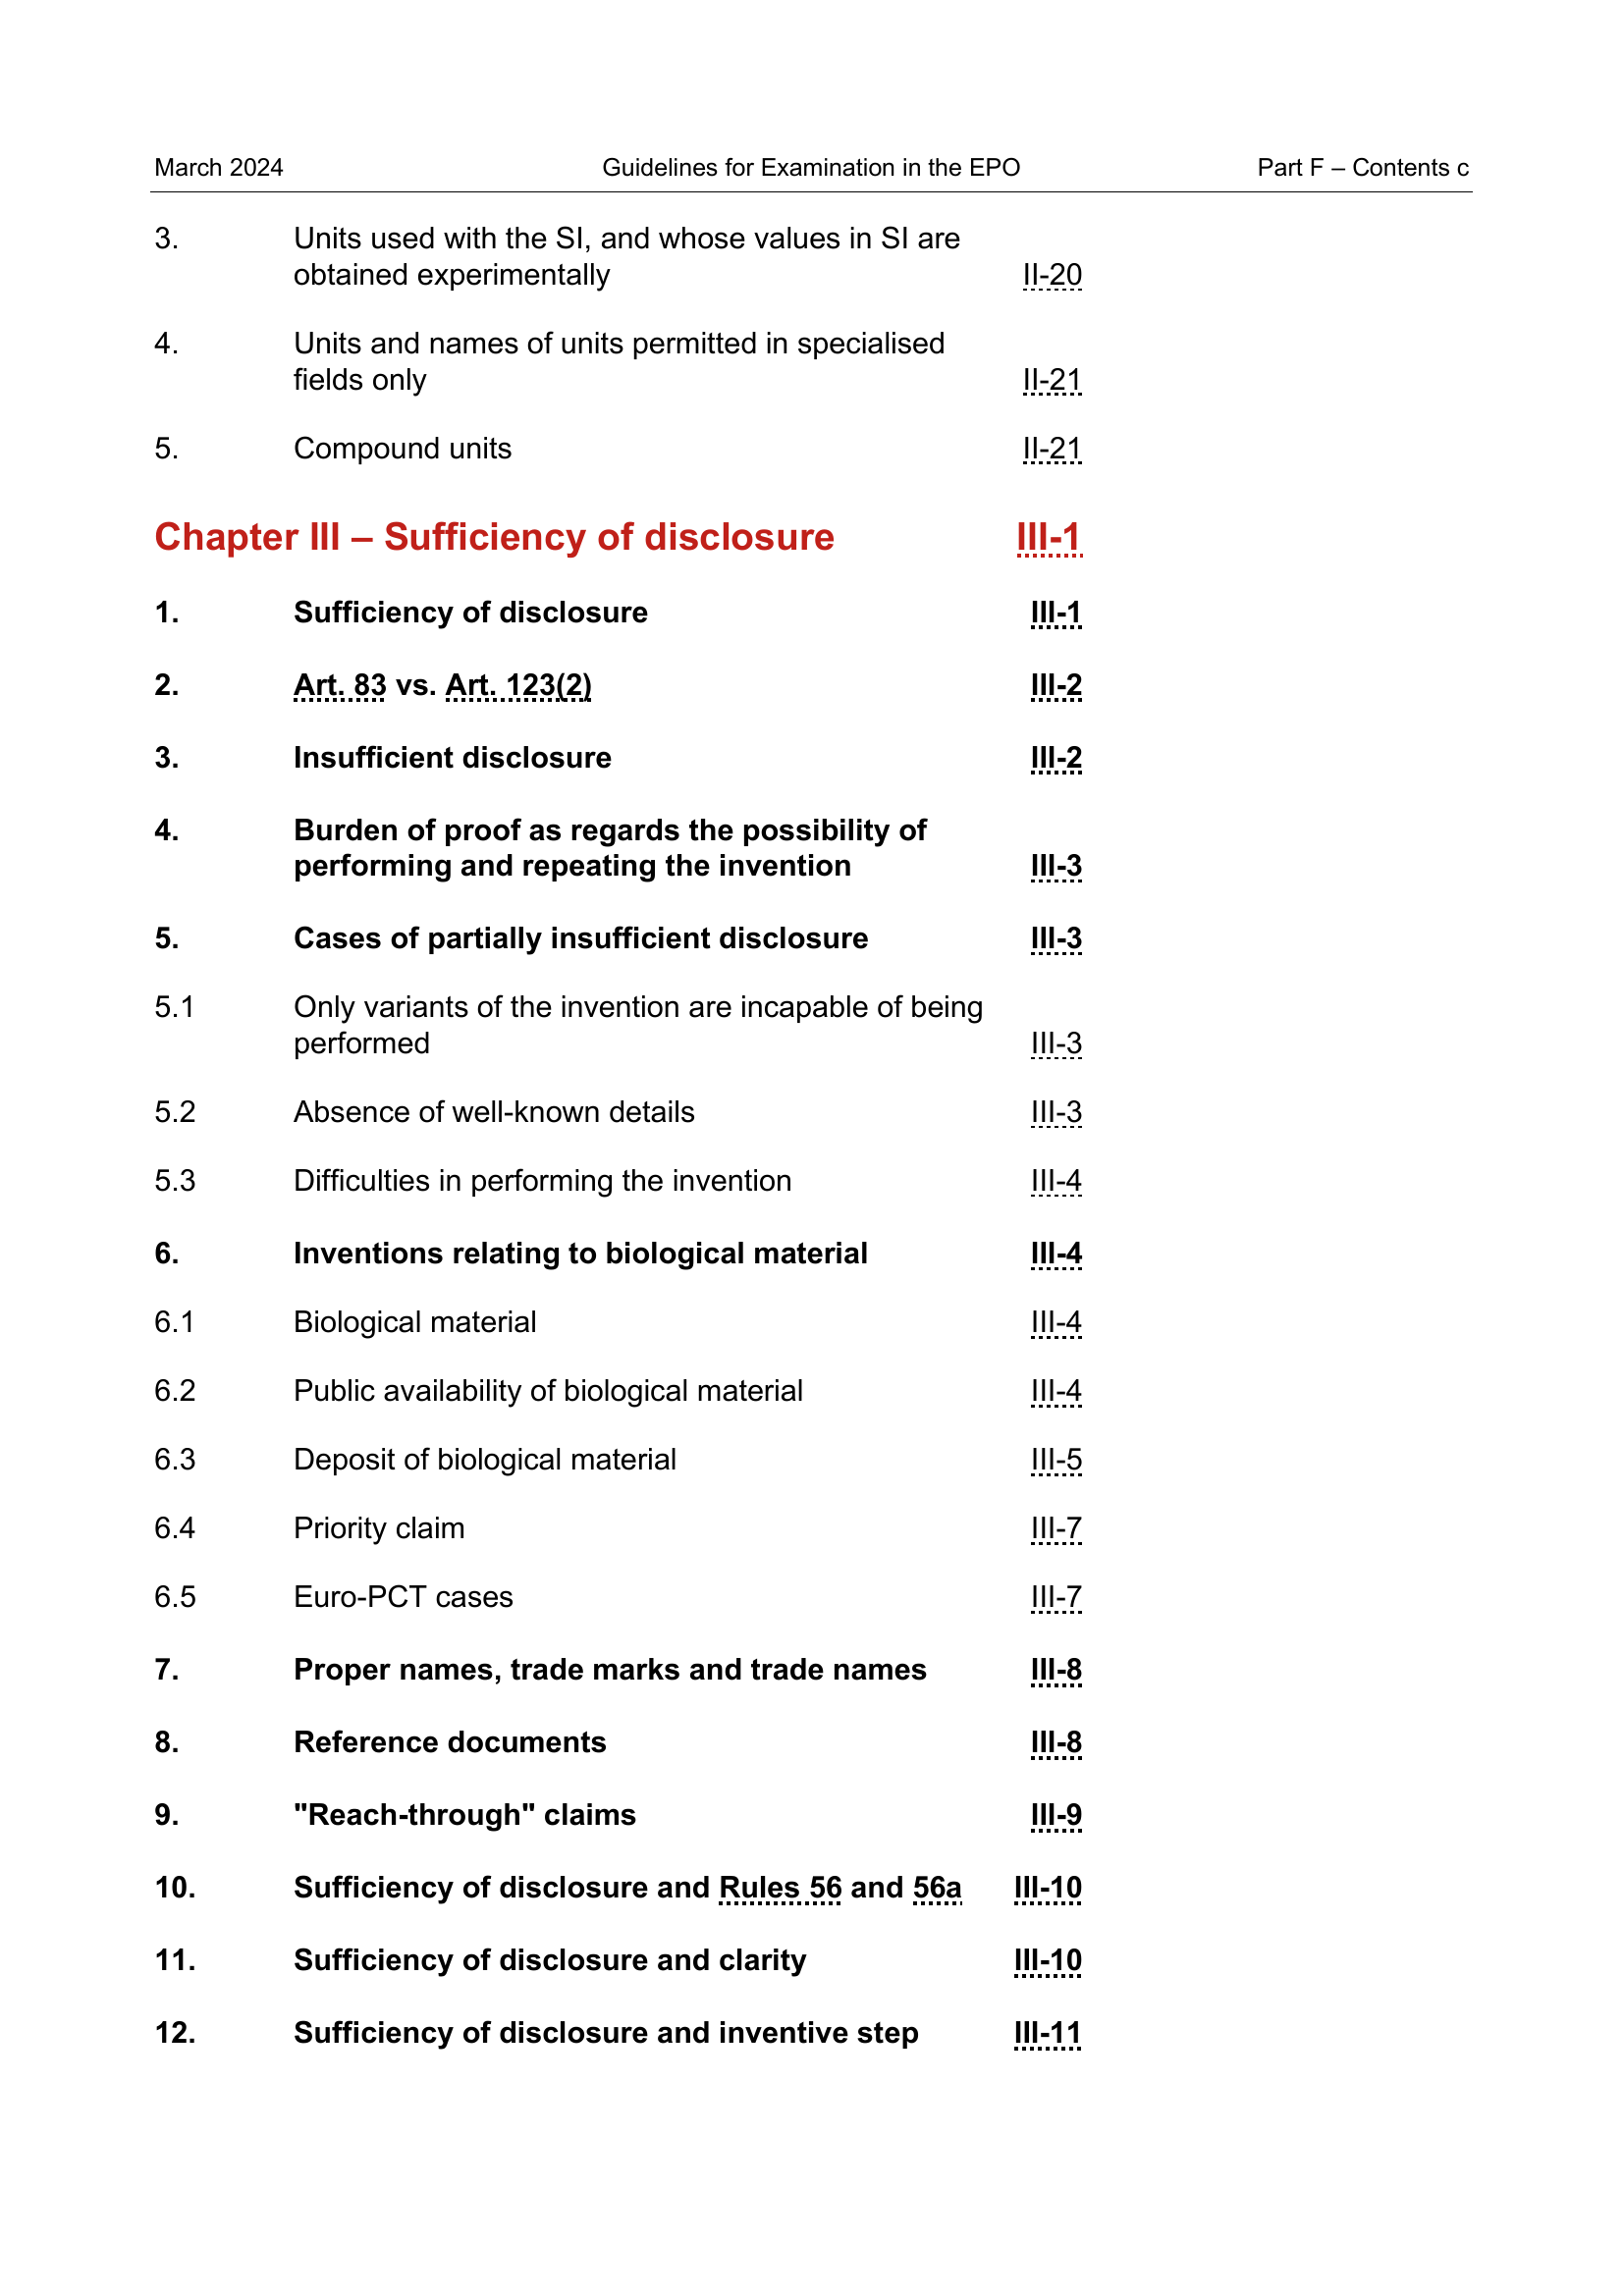 March 2024 Guidelines for Examination in the EPO Part F – Contents c
3. Units used with the SI, and whose values in SI are
obtained experimentally II-20
4. Units and names of units permitted in specialised
fields only II-21
5. Compound units II-21
Chapter III – Sufficiency of disclosure III-1
1. Sufficiency of disclosure III-1
2. Art. 83 vs. Art. 123(2) III-2
3. Insufficient disclosure III-2
4. Burden of proof as regards the possibility of
performing and repeating the invention III-3
5. Cases of partially insufficient disclosure III-3
5.1 Only variants of the invention are incapable of being
performed III-3
5.2 Absence of well-known details III-3
5.3 Difficulties in performing the invention III-4
6. Inventions relating to biological material III-4
6.1 Biological material III-4
6.2 Public availability of biological material III-4
6.3 Deposit of biological material III-5
6.4 Priority claim III-7
6.5 Euro-PCT cases III-7
7. Proper names, trade marks and trade names III-8
8. Reference documents III-8
9. "Reach-through" claims III-9
10. Sufficiency of disclosure and Rules 56 and 56a III-10
11. Sufficiency of disclosure and clarity III-10
12. Sufficiency of disclosure and inventive step III-11